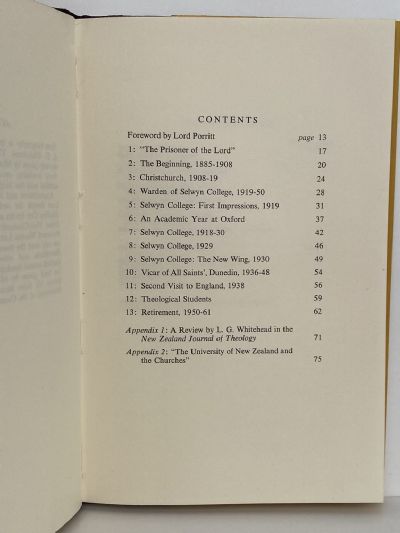 CONTENTS
Foreword by Lord Porritt page 13
1: "The Prisoner of the Lord" 17
2: The Beginning, 1885-1908 20
3: Christchurch, 1908-19 24
4: Warden of Selwyn College, 1919-50 28
5: Selwyn College: First Impressions, 1919 31
6: An Academic Year at Oxford 37
7: Selwyn College, 1918-30 42
8: Selwyn College, 1929 46
9: Selwyn College: The New Wing, 1930 49
10: Vicar of All Saints', Dunedin, 1936-48 54
11: Second Visit to England, 1938 56
12: Theological Students 59
13: Retirement, 1950-61 62
Appendix 1: A Review by L. G. Whitehead in the
New Zealand Journal of Theology 71
Appendix 2: "The University of New Zealand and
the Churches" 75